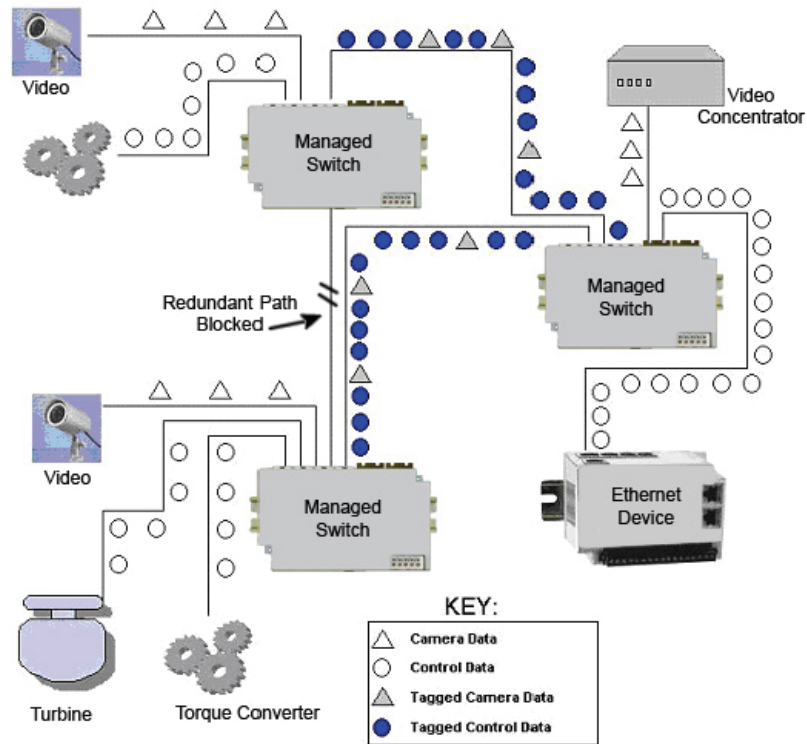 Video
Managed
Switch
Video
Concentrator
Managed
Switch
Redundant Path
Blocked
Video
Managed
Switch
Ethernet
Device
Turbine
Torque Converter
KEY:
Camera Data
Control Data
Tagged Camera Data
Tagged Control Data